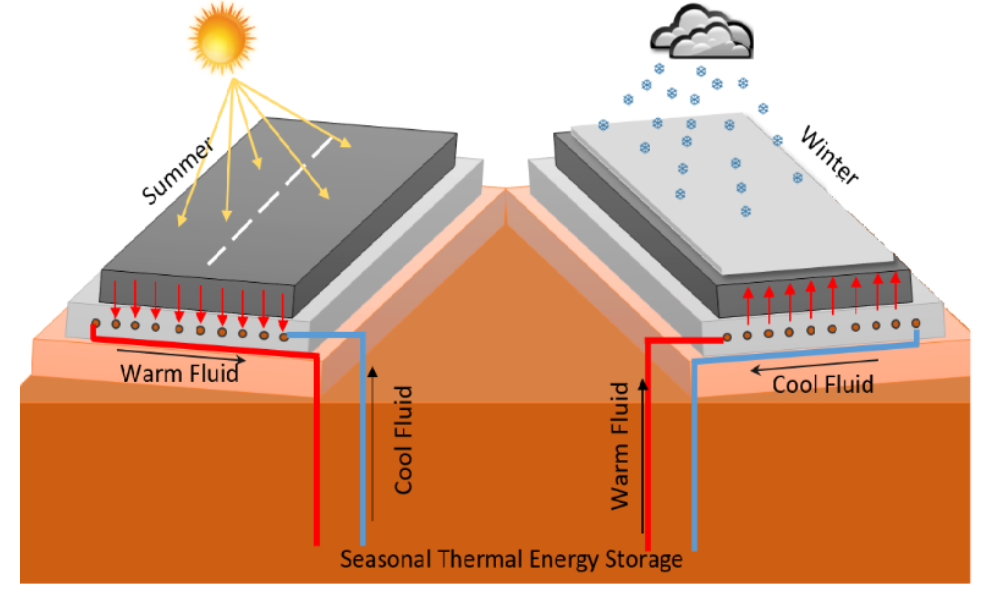 Summer
Winter
Warm Fluid
Cool Fluid
Warm Fluid
Cool Fluid
Seasonal Thermal Energy Storage